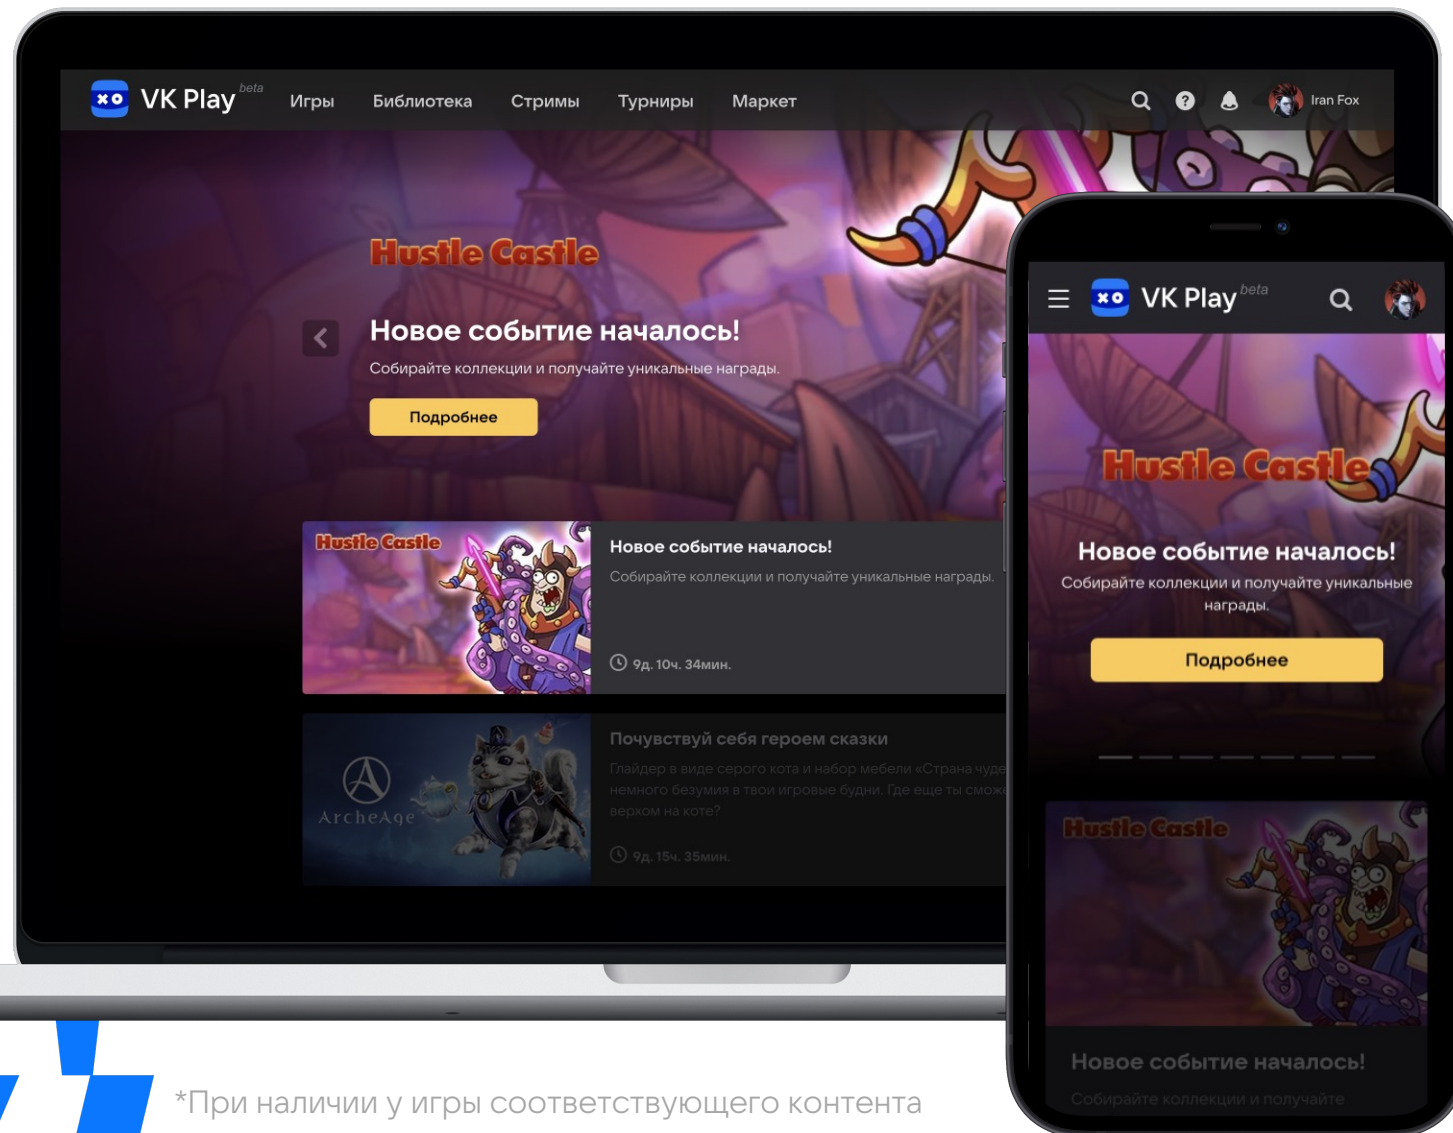 VK Play beta Игры Библиотека Стримы Турниры Маркет Iran Fox
Hustle Castle
Новое событие началось!
Собирайте коллекции и получайте уникальные награды.
Подробнее
Hustle Castle
Новое событие началось!
Собирайте коллекции и получайте уникальные награды.
9д. 10ч. 34мин.
ArcheAge
Почувствуй себя героем сказки
Глайдер в виде серого кота и набор мебели «Страна чуде
немного безумия в твои игровые будни. Где еще ты смож
верхом на коте?
9д. 15ч. 35мин.
VK Play beta
Hustle Castle
Новое событие началось!
Собирайте коллекции и получайте уникальные
награды.
Подробнее
Hustle Castle
Новое событие началось!
Собирайте коллекции и получайте
*При наличии у игры соответствующего контента